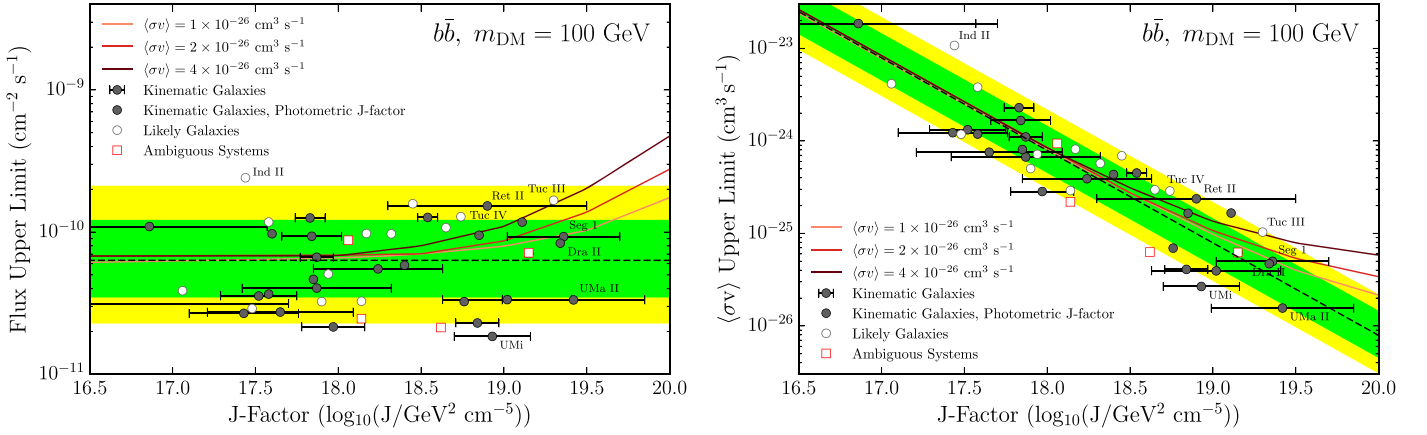 ⟨σv⟩ = 1 × 10⁻²⁶ cm³ s⁻¹
⟨σv⟩ = 2 × 10⁻²⁶ cm³ s⁻¹
⟨σv⟩ = 4 × 10⁻²⁶ cm³ s⁻¹
Kinematic Galaxies
Kinematic Galaxies, Photometric J-factor
Likely Galaxies
Ambiguous Systems
bb̄, m_DM = 100 GeV
Ind II
Tuc III
Ret II
Tuc IV
Seg 1
Dra II
UMa II
UMi
10⁻⁹
10⁻¹⁰
10⁻¹¹
Flux Upper Limit (cm⁻² s⁻¹)
16.5 17.0 17.5 18.0 18.5 19.0 19.5 20.0
J-Factor (log₁₀(J/GeV² cm⁻⁵))
bb̄, m_DM = 100 GeV
Ind II
Tuc IV
Ret II
Tuc III
Seg 1
Dra II
UMi
UMa II
⟨σv⟩ = 1 × 10⁻²⁶ cm³ s⁻¹
⟨σv⟩ = 2 × 10⁻²⁶ cm³ s⁻¹
⟨σv⟩ = 4 × 10⁻²⁶ cm³ s⁻¹
Kinematic Galaxies
Kinematic Galaxies, Photometric J-factor
Likely Galaxies
Ambiguous Systems
10⁻²³
10⁻²⁴
10⁻²⁵
10⁻²⁶
⟨σv⟩ Upper Limit (cm³ s⁻¹)
16.5 17.0 17.5 18.0 18.5 19.0 19.5 20.0
J-Factor (log₁₀(J/GeV² cm⁻⁵))